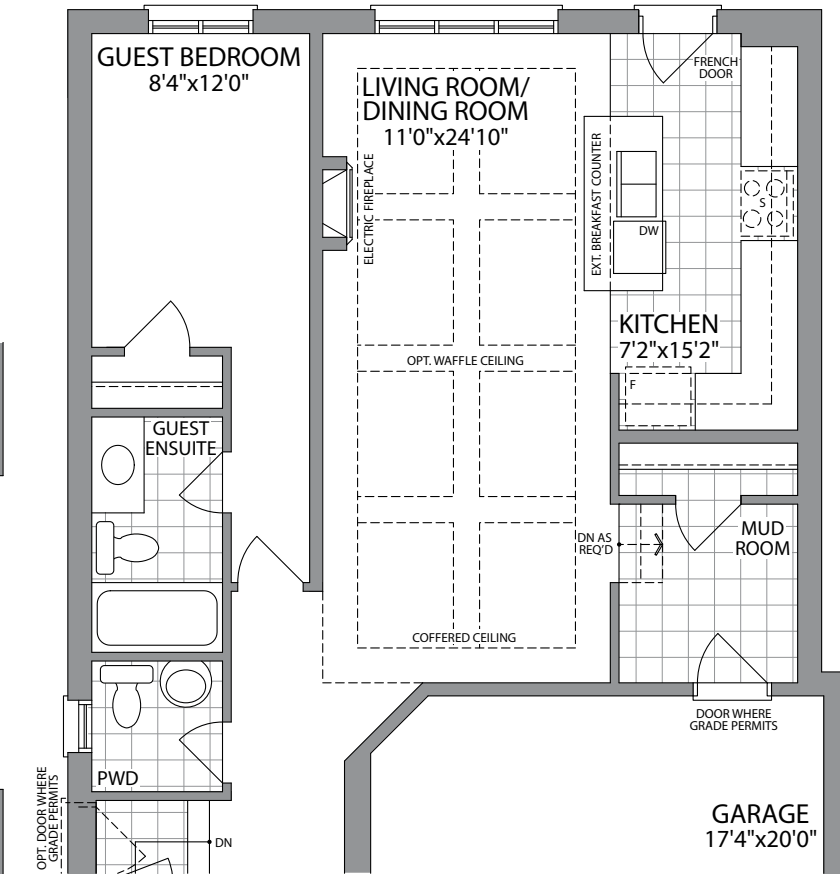 GUEST BEDROOM
8'4"x12'0"
LIVING ROOM/
DINING ROOM
11'0"x24'10"
FRENCH
DOOR
ELECTRIC FIREPLACE
EXT. BREAKFAST COUNTER
DW
S
KITCHEN
7'2"x15'2"
F
OPT. WAFFLE CEILING
GUEST
ENSUITE
DN AS
REQ'D
MUD
ROOM
COFFERED CEILING
DOOR WHERE
GRADE PERMITS
PWD
OPT. DOOR WHERE
GRADE PERMITS
DN
GARAGE
17'4"x20'0"